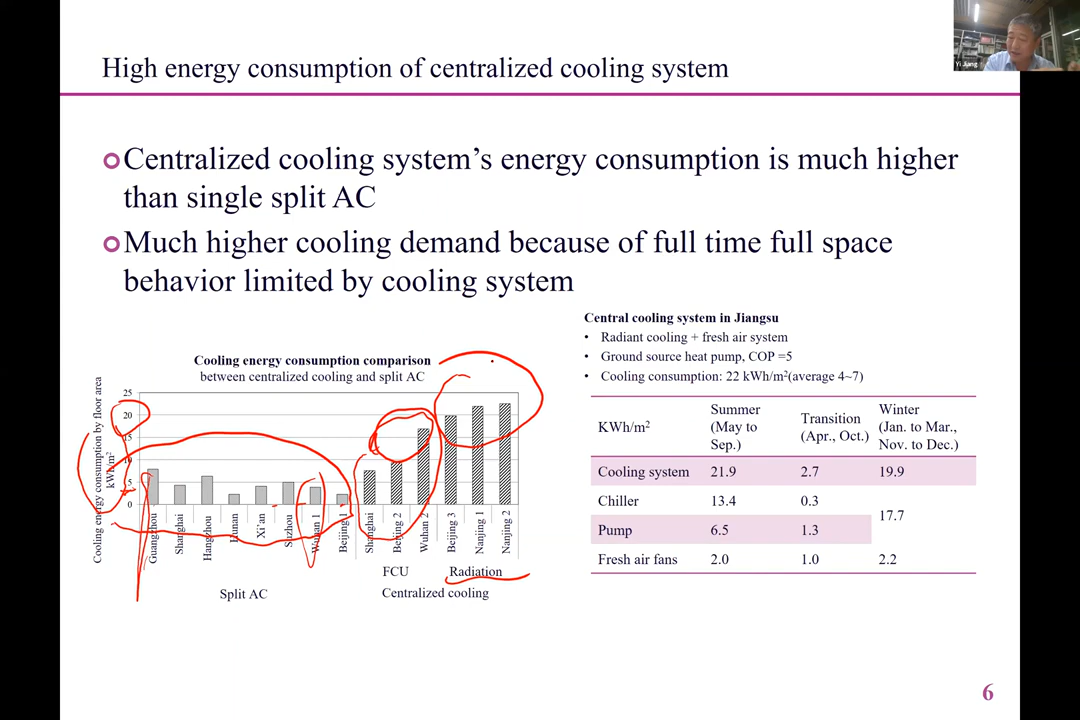 Yi Jiang
High energy consumption of centralized cooling system
Centralized cooling system's energy consumption is much higher
than single split AC
Much higher cooling demand because of full time full space
behavior limited by cooling system
Cooling energy consumption comparison
between centralized cooling and split AC
Cooling energy consumption by floor area
kWh/m²
25
20
15
10
5
0
Guangzhou
Shanghai
Hangzhou
Hunan
Xi'an
Suzhou
Wuhan 1
Beijing 1
Shanghai
Beijing 2
Wuhan 2
Beijing 3
Nanjing 1
Nanjing 2
FCU
Radiation
Split AC
Centralized cooling
Central cooling system in Jiangsu
• Radiant cooling + fresh air system
• Ground source heat pump, COP =5
• Cooling consumption: 22 kWh/m²(average 4~7)
KWh/m²
Summer
(May to
Sep.)
Transition
(Apr., Oct.)
Winter
(Jan. to Mar.,
Nov. to Dec.)
Cooling system 21.9 2.7 19.9
Chiller 13.4 0.3
17.7
Pump 6.5 1.3
Fresh air fans 2.0 1.0 2.2
6